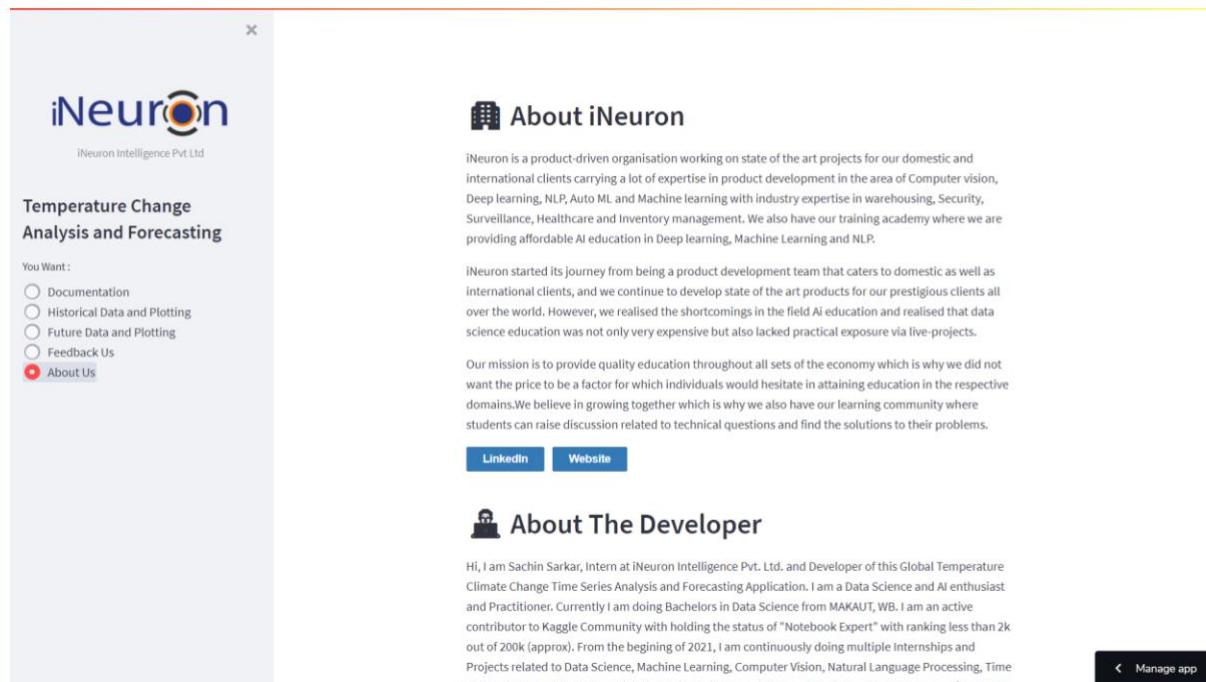 ×
iNeuron
iNeuron Intelligence Pvt Ltd
Temperature Change
Analysis and Forecasting
You Want :
Documentation
Historical Data and Plotting
Future Data and Plotting
Feedback Us
About Us
About iNeuron
iNeuron is a product-driven organisation working on state of the art projects for our domestic and
international clients carrying a lot of expertise in product development in the area of Computer vision,
Deep learning, NLP, Auto ML and Machine learning with industry expertise in warehousing, Security,
Surveillance, Healthcare and Inventory management. We also have our training academy where we are
providing affordable AI education in Deep learning, Machine Learning and NLP.
iNeuron started its journey from being a product development team that caters to domestic as well as
international clients, and we continue to develop state of the art products for our prestigious clients all
over the world. However, we realised the shortcomings in the field Ai education and realised that data
science education was not only very expensive but also lacked practical exposure via live-projects.
Our mission is to provide quality education throughout all sets of the economy which is why we did not
want the price to be a factor for which individuals would hesitate in attaining education in the respective
domains.We believe in growing together which is why we also have our learning community where
students can raise discussion related to technical questions and find the solutions to their problems.
LinkedIn Website
About The Developer
Hi, I am Sachin Sarkar, Intern at iNeuron Intelligence Pvt. Ltd. and Developer of this Global Temperature
Climate Change Time Series Analysis and Forecasting Application. I am a Data Science and AI enthusiast
and Practitioner. Currently I am doing Bachelors in Data Science from MAKAUT, WB. I am an active
contributor to Kaggle Community with holding the status of "Notebook Expert" with ranking less than 2k
out of 200k (approx). From the begining of 2021, I am continuously doing multiple Internships and
Projects related to Data Science, Machine Learning, Computer Vision, Natural Language Processing, Time
< Manage app